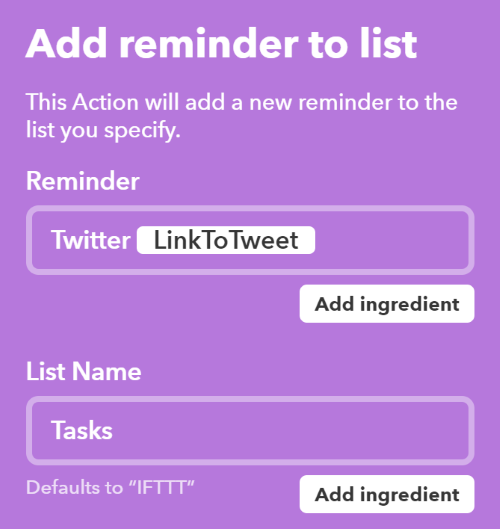 Add reminder to list
This Action will add a new reminder to the
list you specify.
Reminder
Twitter LinkToTweet
Add ingredient
List Name
Tasks
Defaults to “IFTTT”
Add ingredient